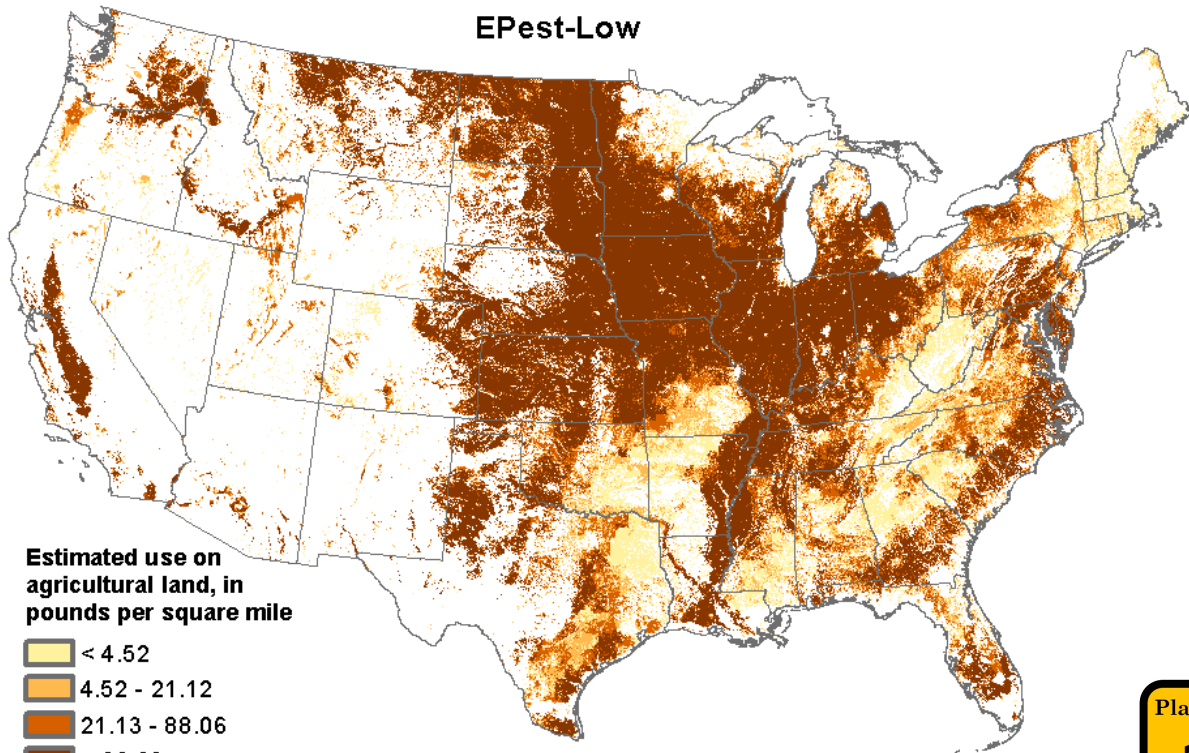 EPest-Low
Estimated use on
agricultural land, in
pounds per square mile
< 4.52
4.52 - 21.12
21.13 - 88.06
Pla